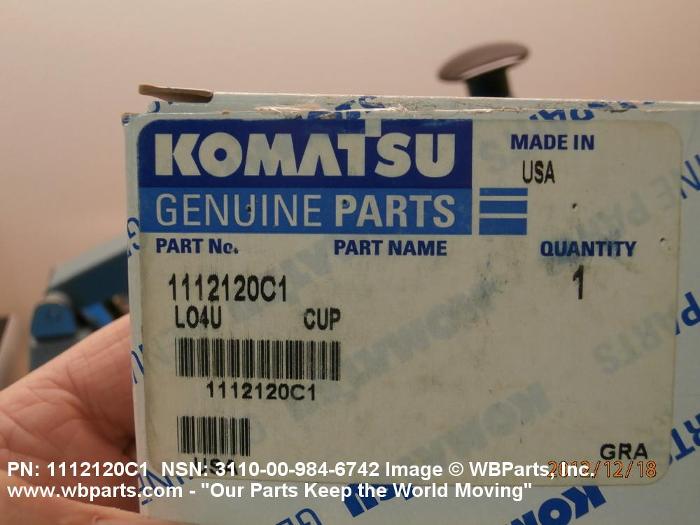 KOMATSU
GENUINE PARTS
MADE IN
USA
PART No. PART NAME QUANTITY
1112120C1 1
L04U CUP
1112120C1
GRA
2012/12/18
PN: 1112120C1 NSN: 3110-00-984-6742 Image © WBParts, Inc.
www.wbparts.com - "Our Parts Keep the World Moving"